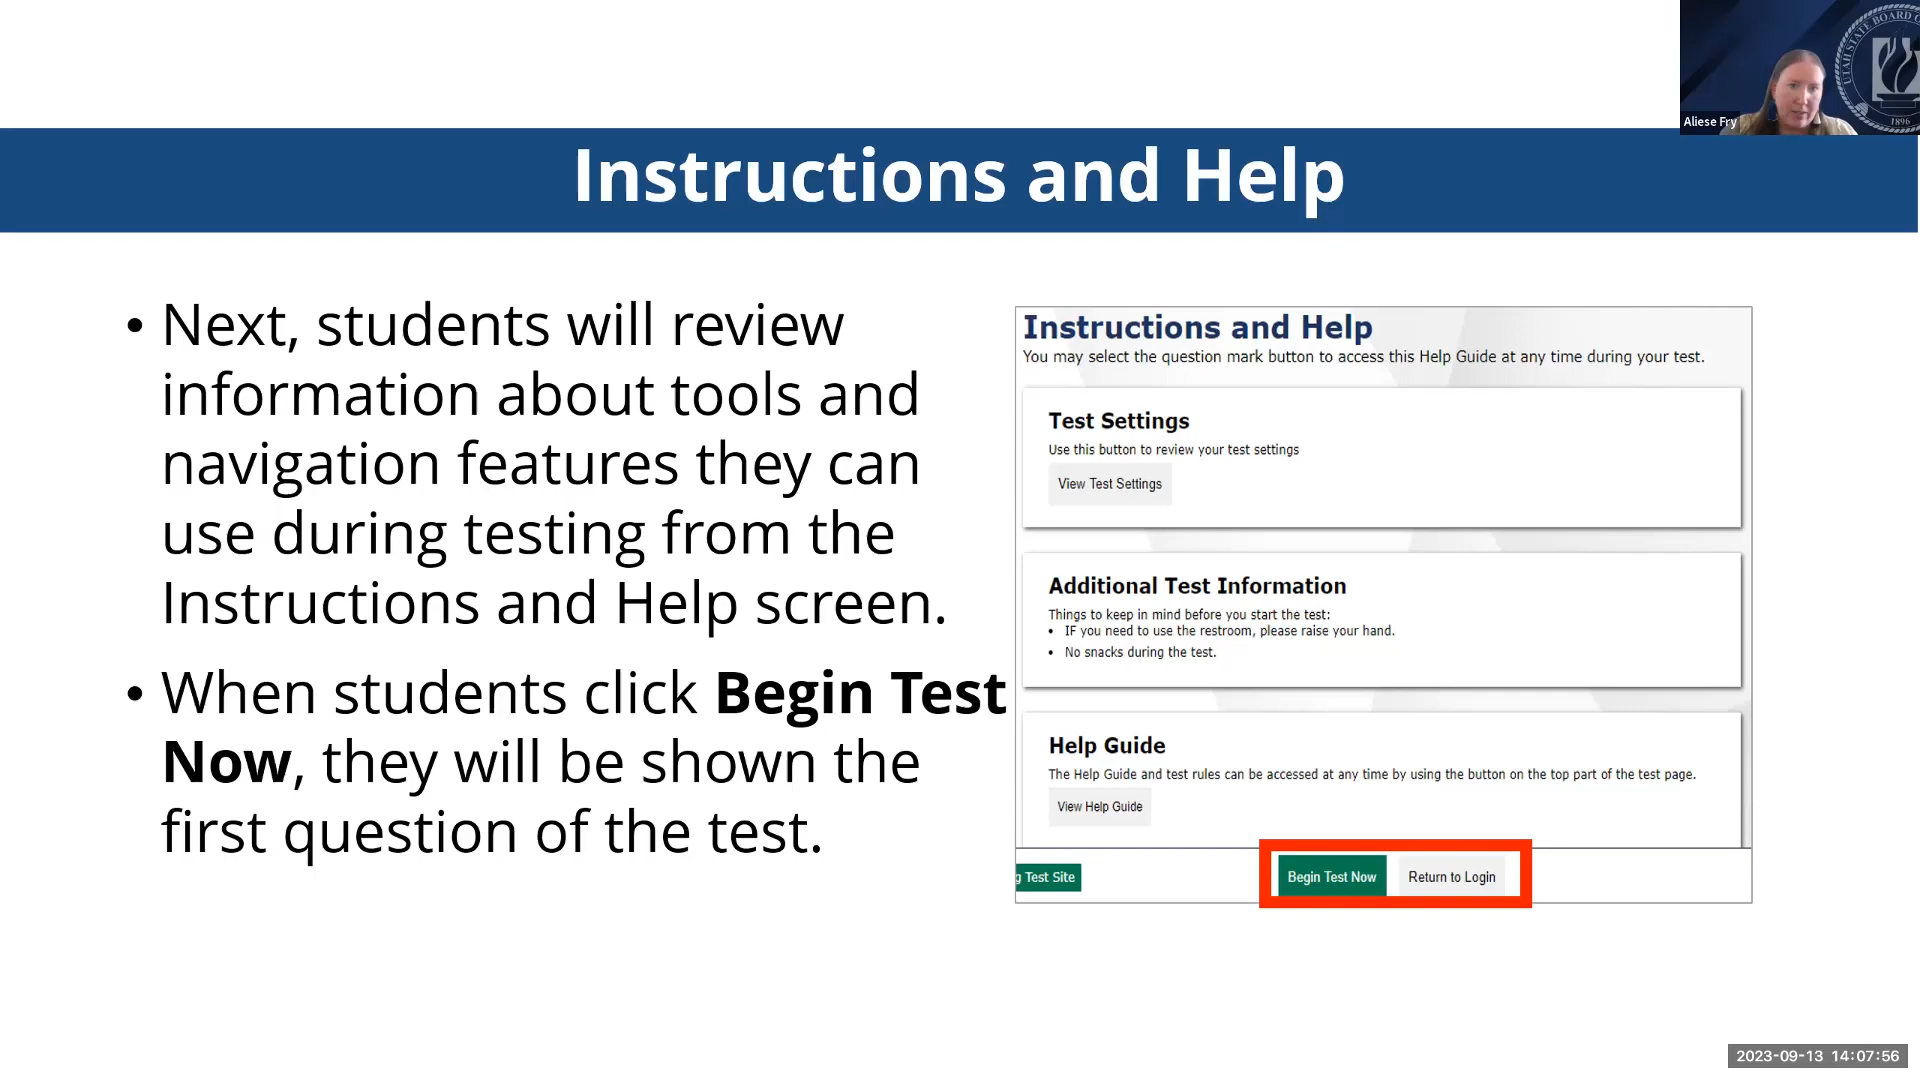 UTAH STATE BOARD
1896
Aliese Fry
Instructions and Help
• Next, students will review
information about tools and
navigation features they can
use during testing from the
Instructions and Help screen.
• When students click Begin Test
Now, they will be shown the
first question of the test.
Instructions and Help
You may select the question mark button to access this Help Guide at any time during your test.
Test Settings
Use this button to review your test settings
View Test Settings
Additional Test Information
Things to keep in mind before you start the test:
• IF you need to use the restroom, please raise your hand.
• No snacks during the test.
Help Guide
The Help Guide and test rules can be accessed at any time by using the button on the top part of the test page.
View Help Guide
g Test Site
Begin Test Now
Return to Login
2023-09-13 14:07:56